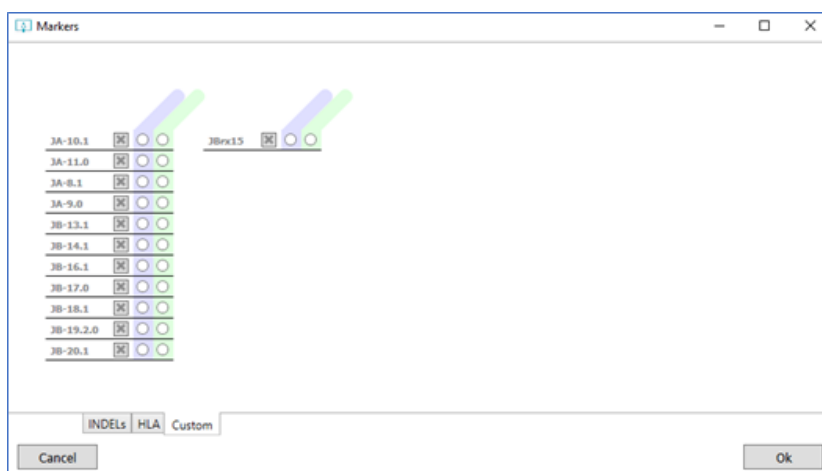 Markers
JA-10.1
JA-11.0
JA-8.1
JA-9.0
JB-13.1
JB-14.1
JB-16.1
JB-17.0
JB-18.1
JB-19.2.0
JB-20.1
JBrx15
INDELs HLA Custom
Cancel Ok